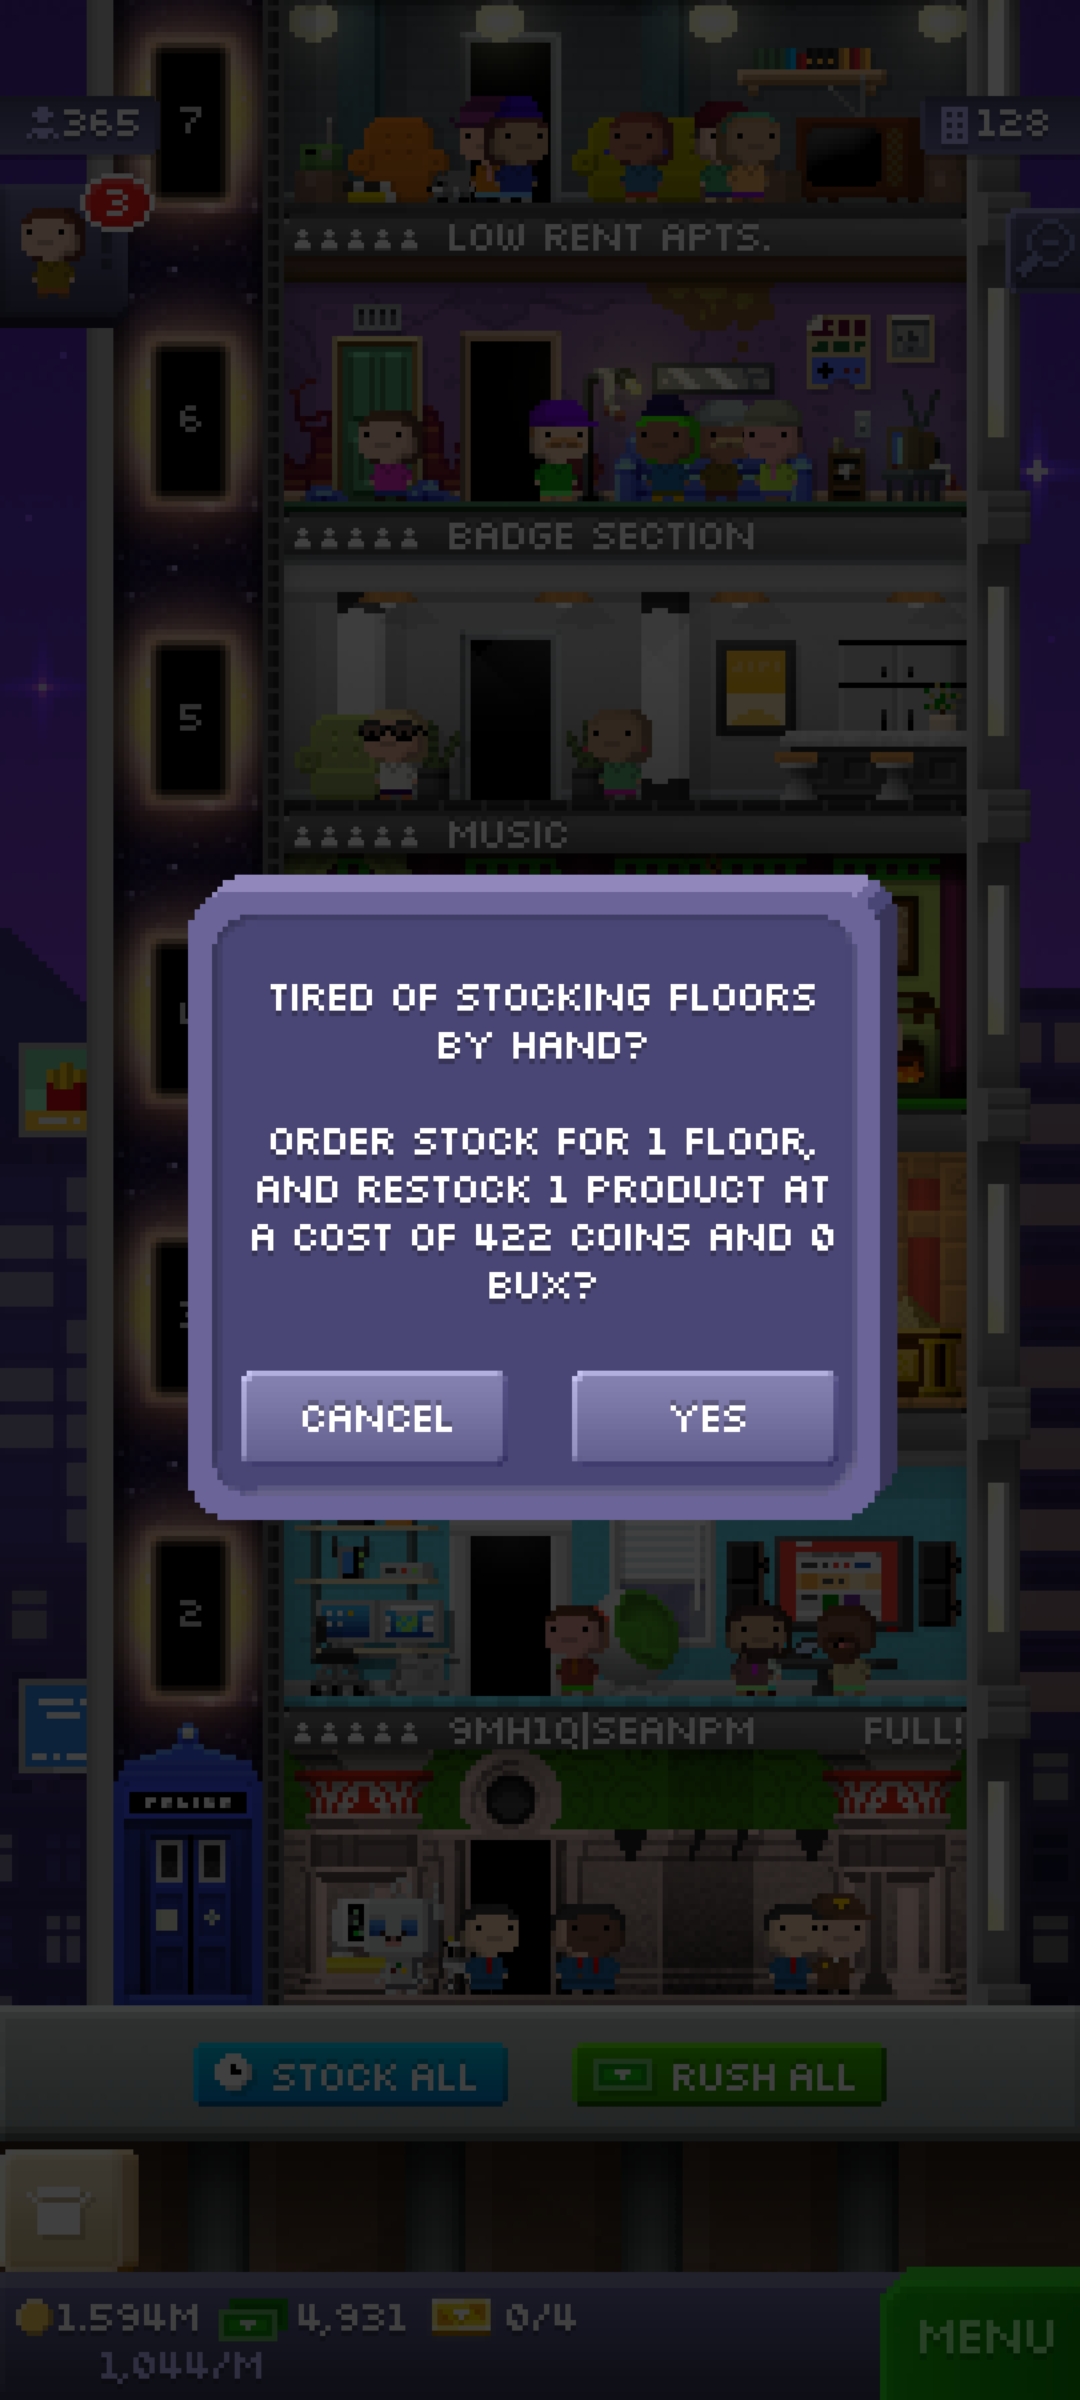 7
365
128
3
LOW RENT APTS.
6
BADGE SECTION
5
MUSIC
TIRED OF STOCKING FLOORS
BY HAND?
ORDER STOCK FOR 1 FLOOR,
AND RESTOCK 1 PRODUCT AT
A COST OF 422 COINS AND 0
BUX?
CANCEL
YES
2
9MH1Q|SEANPM
FULL!
POLICE
STOCK ALL
RUSH ALL
1.594M
4,931
0/4
1,044/M
MENU